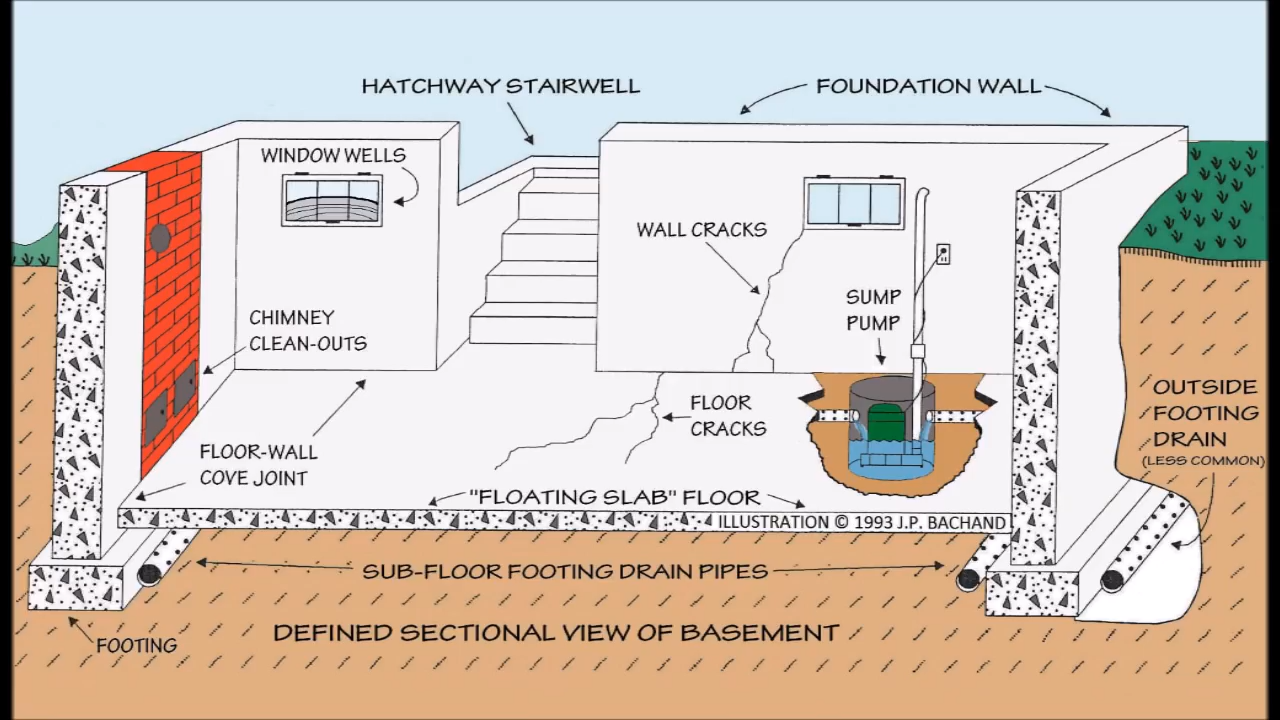 HATCHWAY STAIRWELL
FOUNDATION WALL
WINDOW WELLS
WALL CRACKS
SUMP
PUMP
CHIMNEY
CLEAN-OUTS
OUTSIDE
FOOTING
DRAIN
(LESS COMMON)
FLOOR
CRACKS
FLOOR-WALL
COVE JOINT
"FLOATING SLAB" FLOOR
ILLUSTRATION © 1993 J.P. BACHAND
SUB-FLOOR FOOTING DRAIN PIPES
DEFINED SECTIONAL VIEW OF BASEMENT
FOOTING